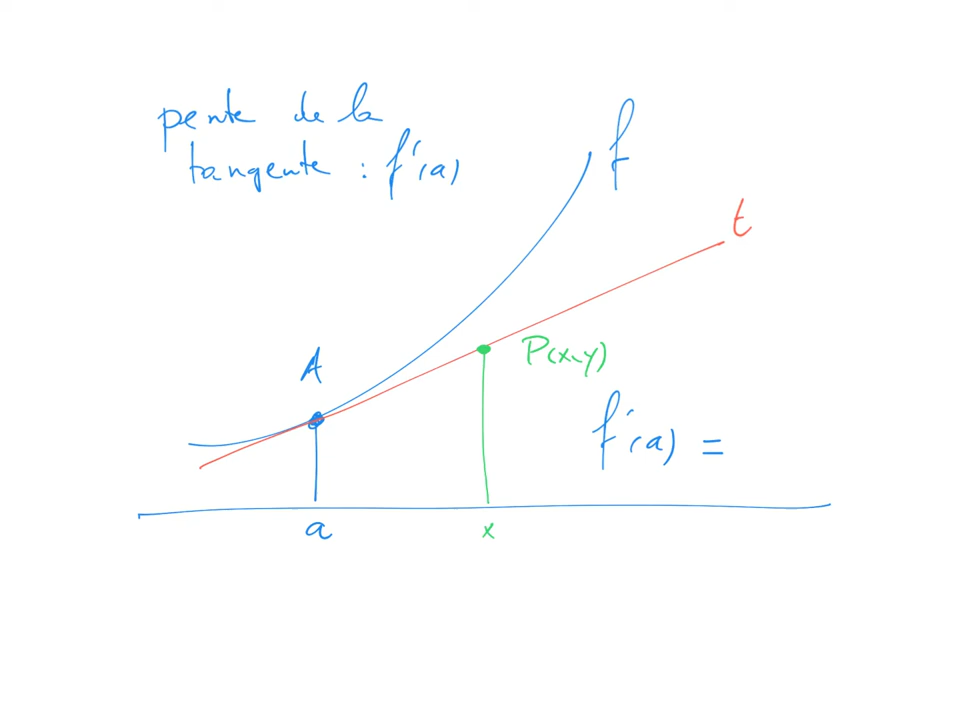 pente de la
tangente : f'(a)
f
t
A
P(x,y)
f'(a) =
a
x